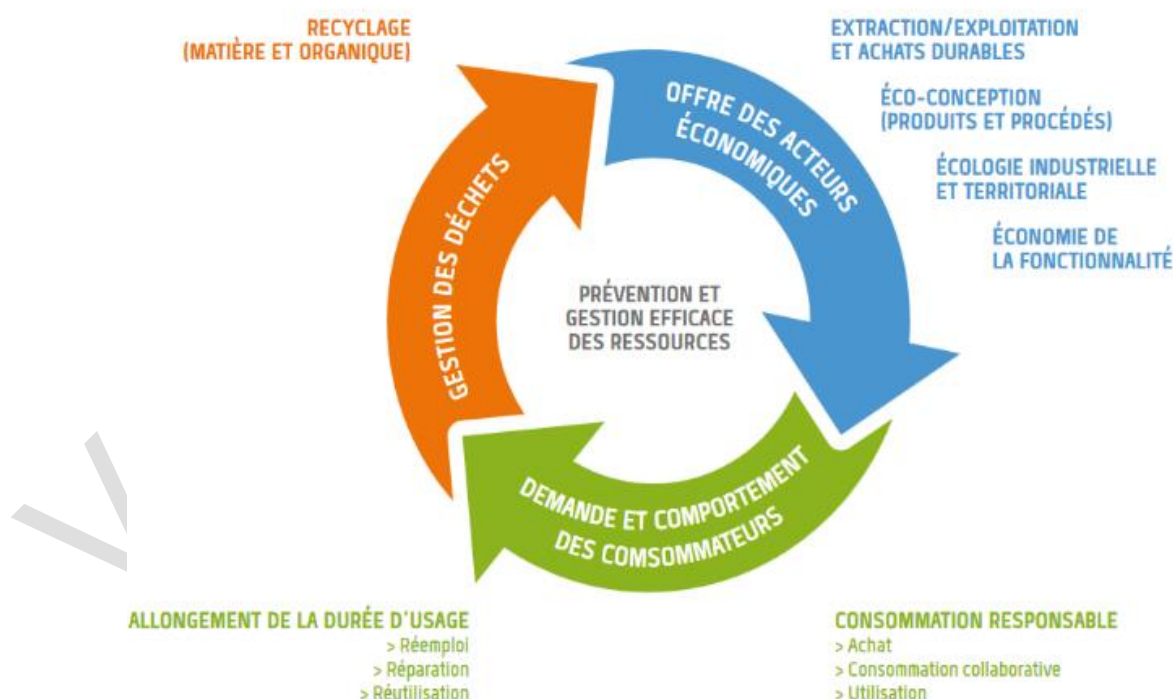 RECYCLAGE
(MATIÈRE ET ORGANIQUE)
EXTRACTION/EXPLOITATION
ET ACHATS DURABLES
ÉCO-CONCEPTION
(PRODUITS ET PROCÉDÉS)
ÉCOLOGIE INDUSTRIELLE
ET TERRITORIALE
ÉCONOMIE DE
LA FONCTIONNALITÉ
OFFRE DES ACTEURS
ÉCONOMIQUES
GESTION DES DÉCHETS
PRÉVENTION ET
GESTION EFFICACE
DES RESSOURCES
DEMANDE ET COMPORTEMENT
DES COMSOMMATEURS
ALLONGEMENT DE LA DURÉE D'USAGE
> Réemploi
> Réparation
> Réutilisation
CONSOMMATION RESPONSABLE
> Achat
> Consommation collaborative
> Utilisation